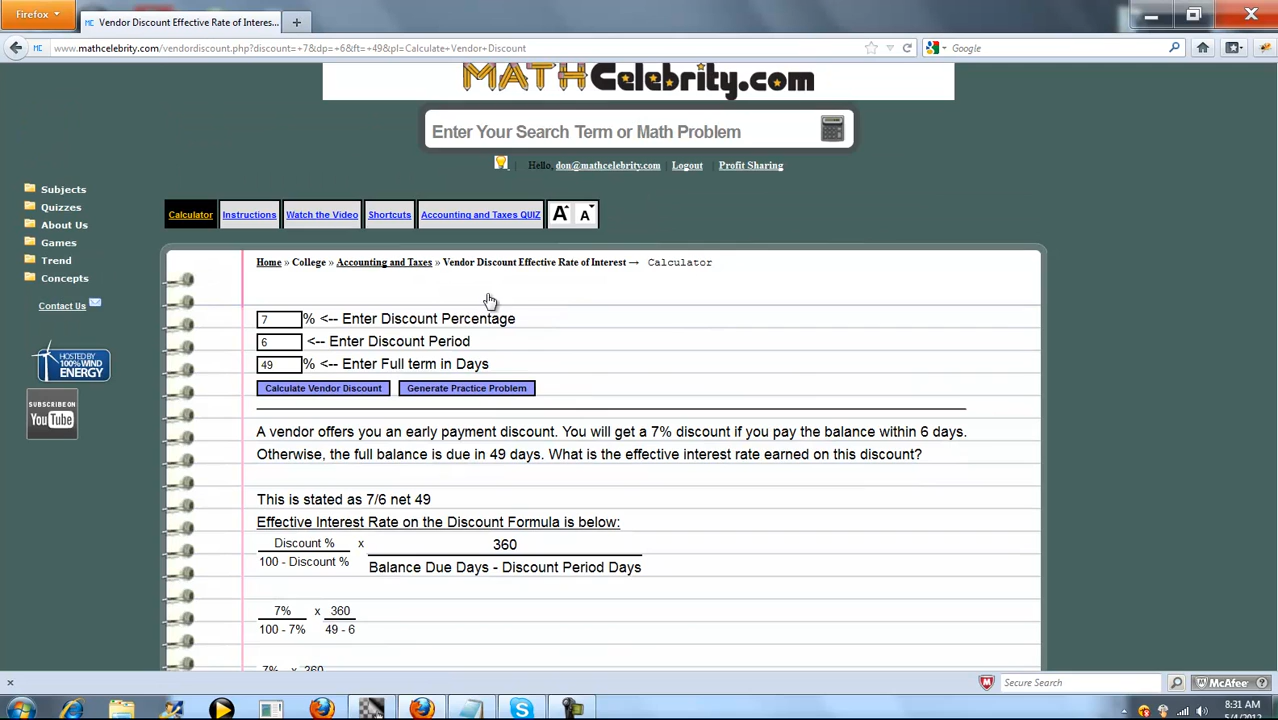 Firefox
Vendor Discount Effective Rate of Interes...
www.mathcelebrity.com/vendordiscount.php?discount=+7&dp=+6&ft=+49&pl=Calculate+Vendor+Discount
Google
MATHCelebrity.com
Enter Your Search Term or Math Problem
| Hello, don@mathcelebrity.com | Logout | Profit Sharing
Subjects
Quizzes
About Us
Games
Trend
Concepts
Contact Us
HOSTED BY
100% WIND
ENERGY
SUBSCRIBE ON
YouTube
Calculator Instructions Watch the Video Shortcuts Accounting and Taxes QUIZ A A
Home » College » Accounting and Taxes » Vendor Discount Effective Rate of Interest → Calculator
7 % <-- Enter Discount Percentage
6 <-- Enter Discount Period
49 % <-- Enter Full term in Days
Calculate Vendor Discount Generate Practice Problem
A vendor offers you an early payment discount. You will get a 7% discount if you pay the balance within 6 days.
Otherwise, the full balance is due in 49 days. What is the effective interest rate earned on this discount?
This is stated as 7/6 net 49
Effective Interest Rate on the Discount Formula is below:
Discount % x 360
100 - Discount % Balance Due Days - Discount Period Days
7% x 360
100 - 7% 49 - 6
7% x 360
Secure Search
McAfee
8:31 AM
5/4/2012